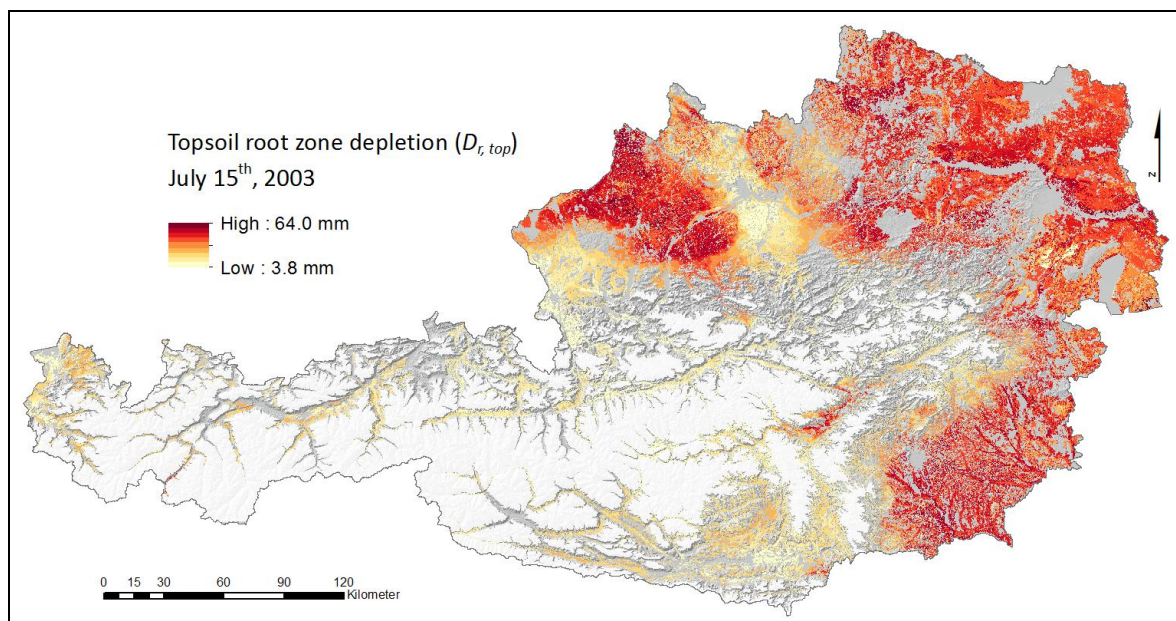 Topsoil root zone depletion (Dr, top)
July 15th, 2003
High : 64.0 mm
Low : 3.8 mm
N
0 15 30 60 90 120
Kilometer